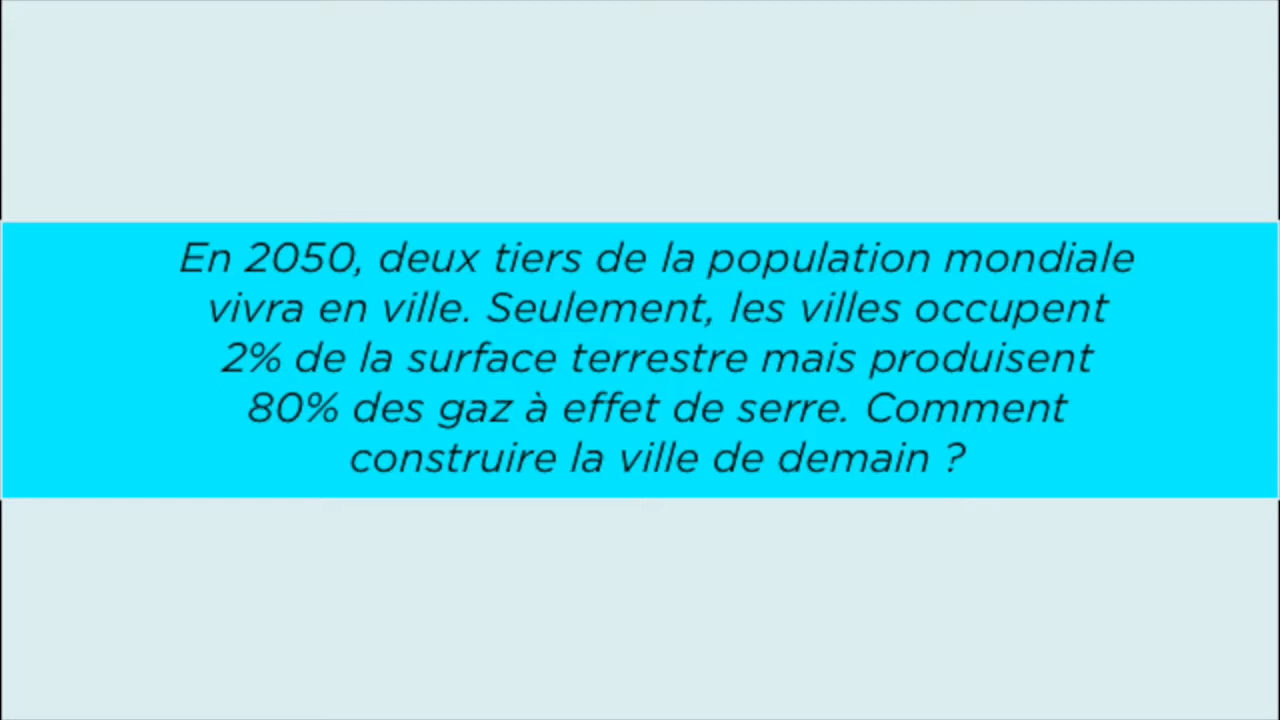 En 2050, deux tiers de la population mondiale
vivra en ville. Seulement, les villes occupent
2% de la surface terrestre mais produisent
80% des gaz à effet de serre. Comment
construire la ville de demain ?